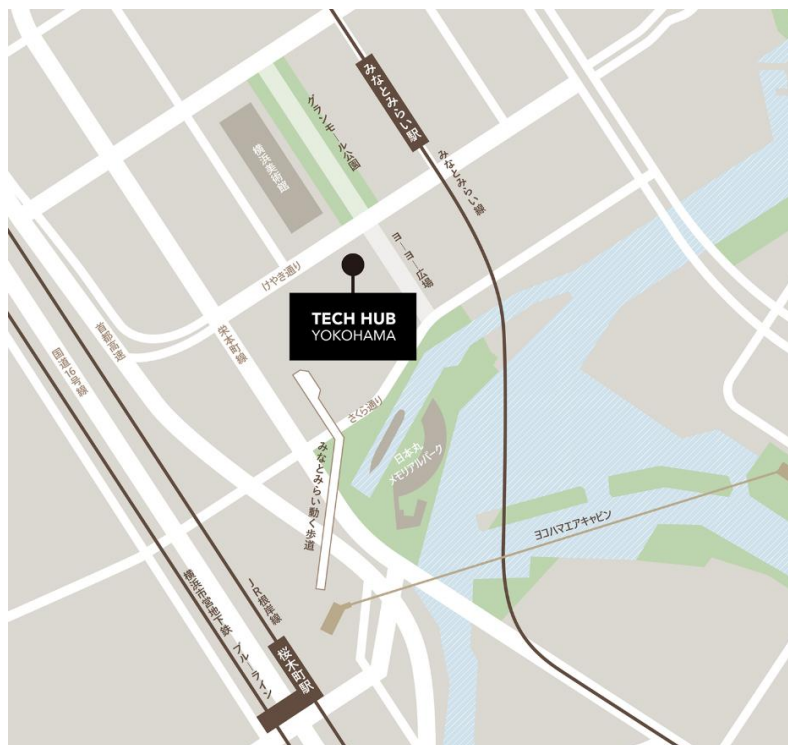 みなとみらい駅
グランモール公園
横浜美術館
みなとみらい線
ヨーヨー広場
けやき通り
TECH HUB
YOKOHAMA
首都高速
栄本町線
国道16号線
さくら通り
日本丸
メモリアルパーク
みなとみらい動く歩道
ヨコハマエアキャビン
JR根岸線
横浜市営地下鉄 ブルーライン
桜木町駅